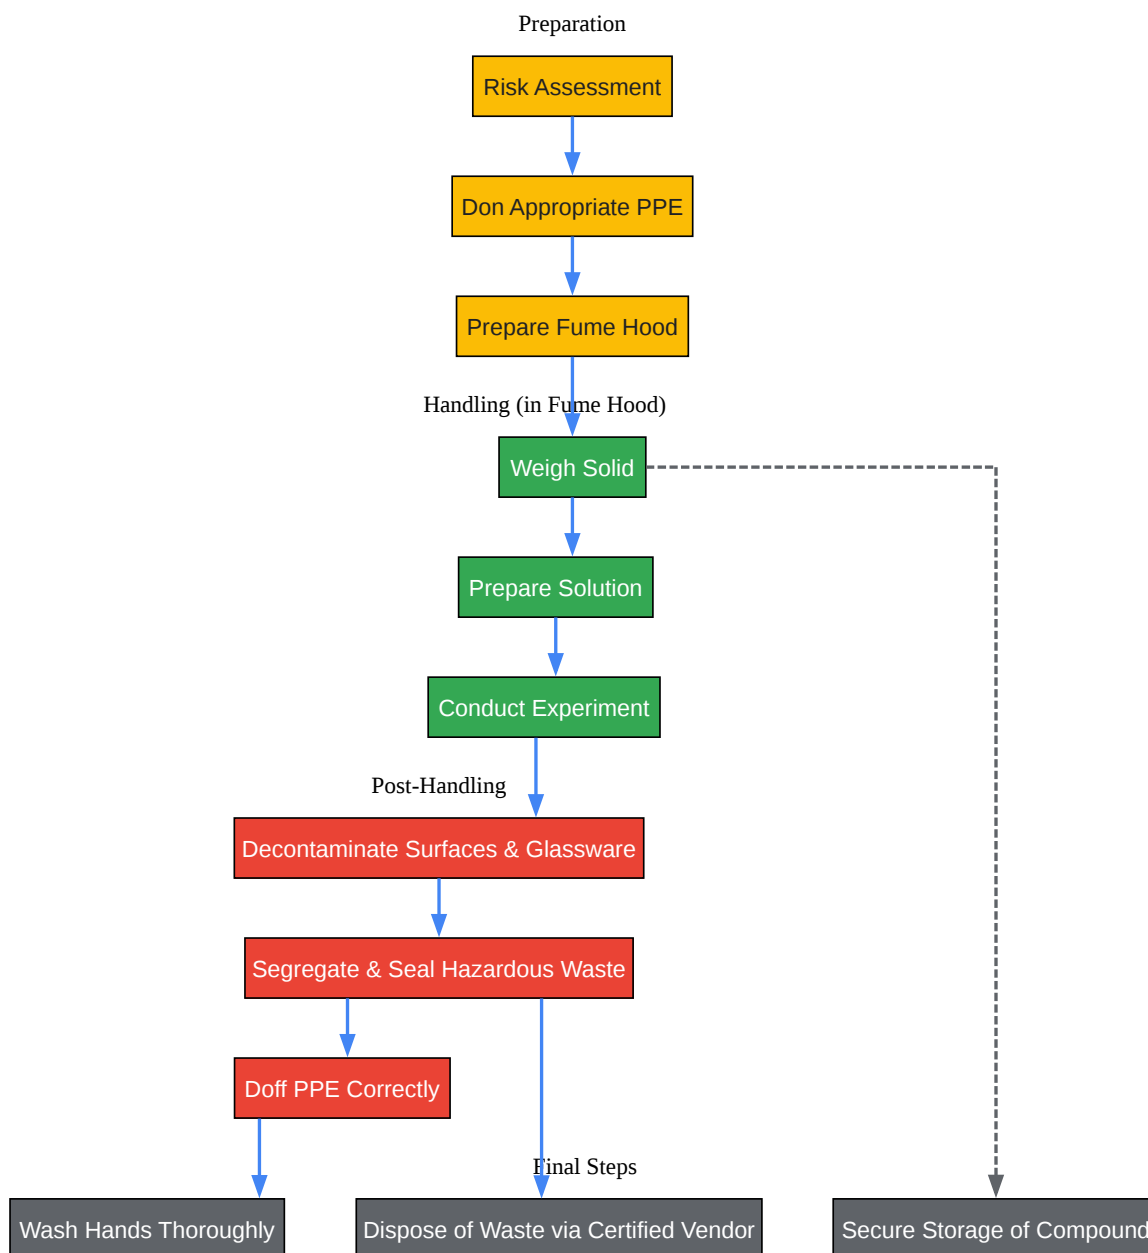 Preparation
Risk Assessment
Don Appropriate PPE
Prepare Fume Hood
Handling (in Fume Hood)
Weigh Solid
Prepare Solution
Conduct Experiment
Post-Handling
Decontaminate Surfaces & Glassware
Segregate & Seal Hazardous Waste
Doff PPE Correctly
Final Steps
Wash Hands Thoroughly
Dispose of Waste via Certified Vendor
Secure Storage of Compound